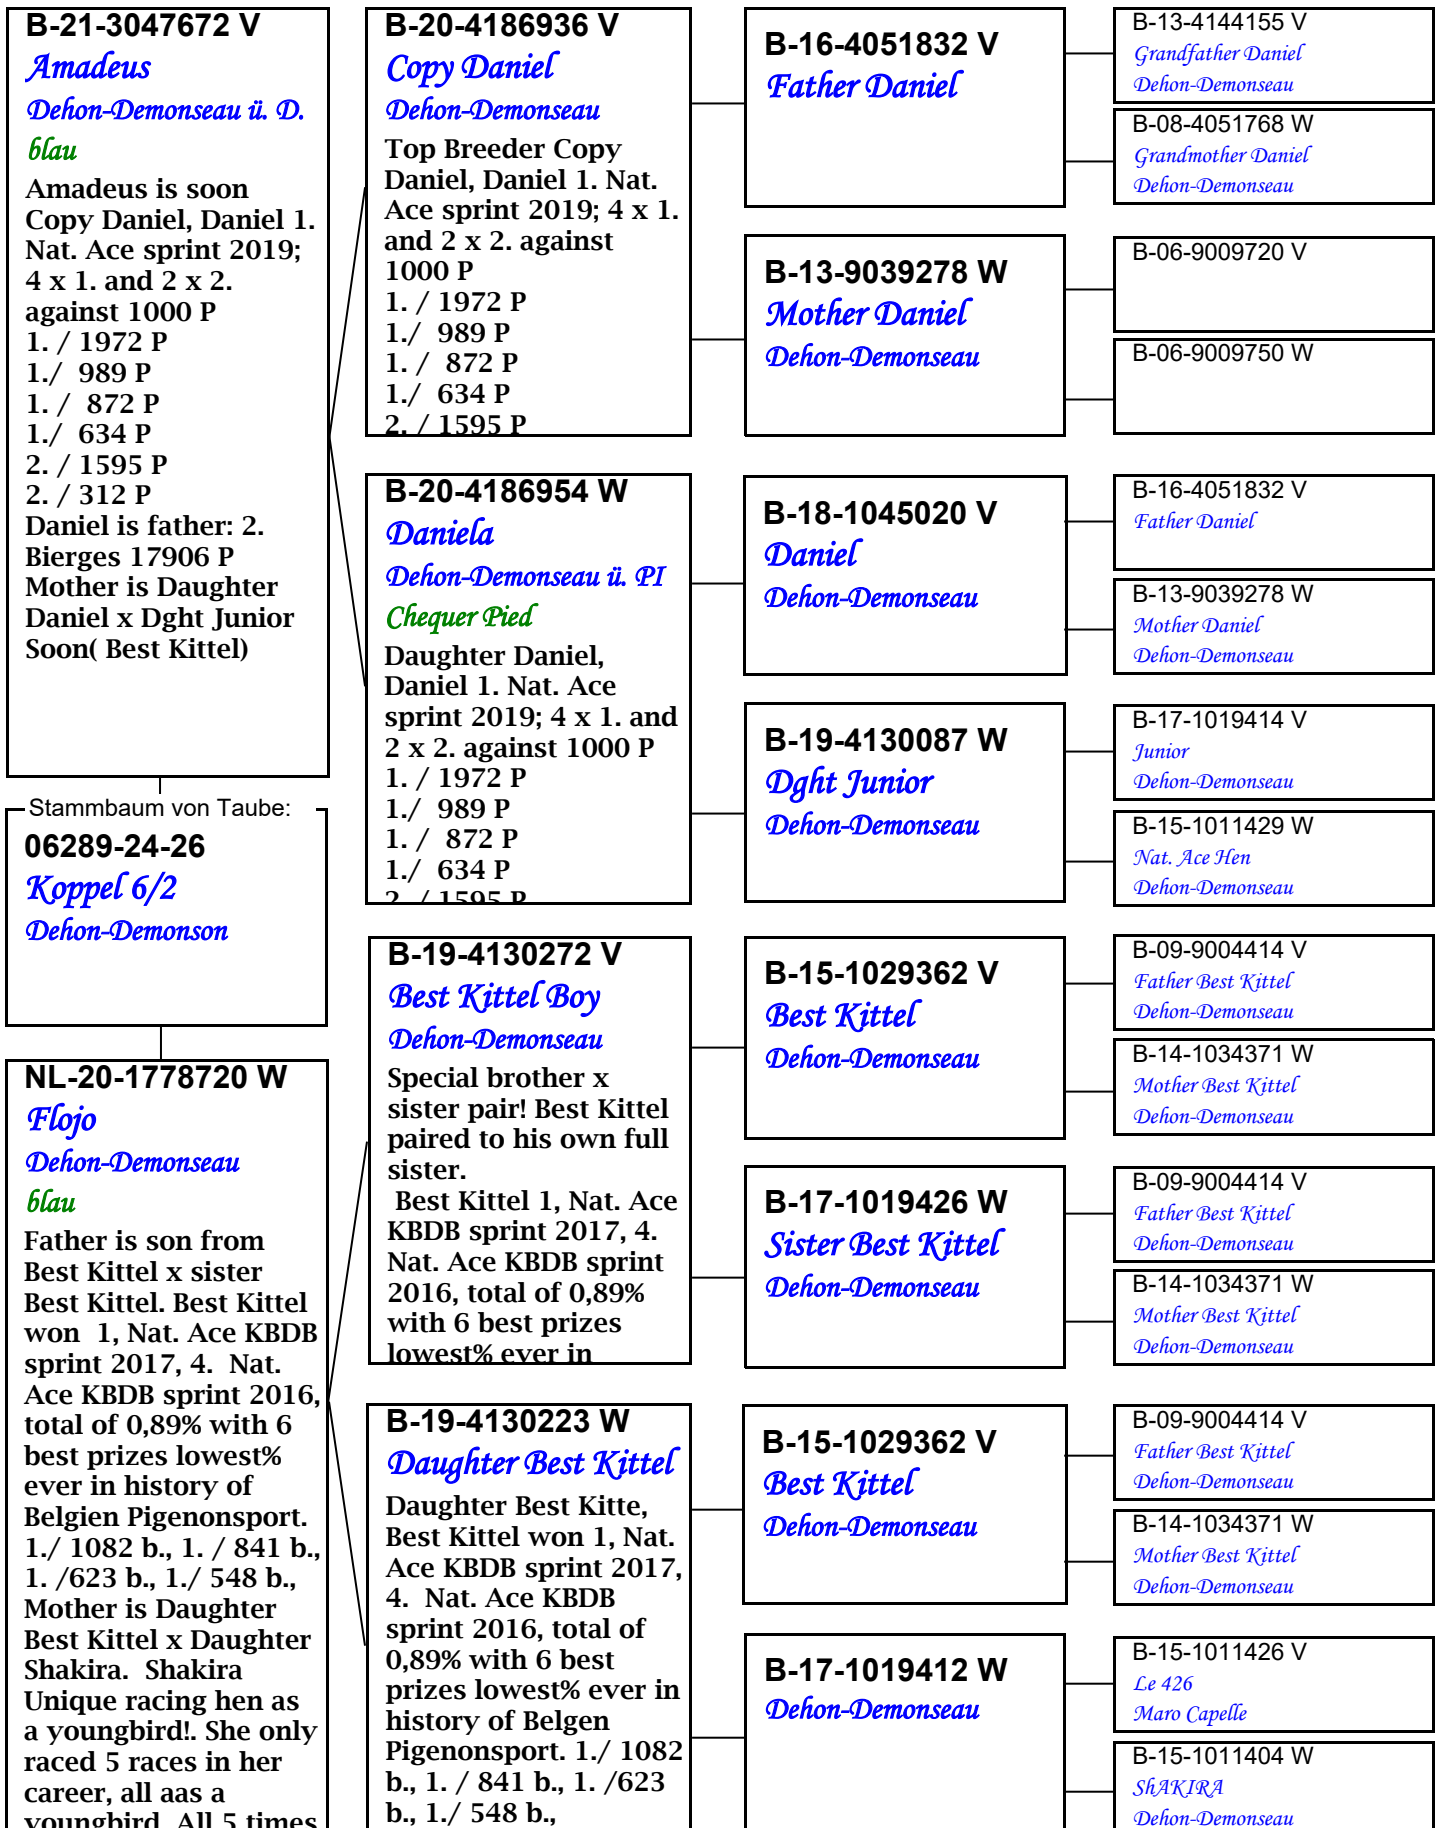 B-21-3047672 V
Amadeus
Dehon-Demonseau ü. D.
blau
Amadeus is soon
Copy Daniel, Daniel 1.
Nat. Ace sprint 2019;
4 x 1. and 2 x 2.
against 1000 P
1. / 1972 P
1./  989 P
1. /  872 P
1./  634 P
2. / 1595 P
2. / 312 P
Daniel is father: 2.
Bierges 17906 P
Mother is Daughter
Daniel x Dght Junior
Soon( Best Kittel)
Stammbaum von Taube:
06289-24-26
Koppel 6/2
Dehon-Demonson
NL-20-1778720 W
Flojo
Dehon-Demonseau
blau
Father is son from
Best Kittel x sister
Best Kittel. Best Kittel
won  1, Nat. Ace KBDB
sprint 2017, 4.  Nat.
Ace KBDB sprint 2016,
total of 0,89% with 6
best prizes lowest%
ever in history of
Belgien Pigenonsport.
1./ 1082 b., 1. / 841 b.,
1. /623 b., 1./ 548 b.,
Mother is Daughter
Best Kittel x Daughter
Shakira.  Shakira
Unique racing hen as
a youngbird!. She only
raced 5 races in her
career, all aas a
youngbird. All 5 times
B-20-4186936 V
Copy Daniel
Dehon-Demonseau
Top Breeder Copy
Daniel, Daniel 1. Nat.
Ace sprint 2019; 4 x 1.
and 2 x 2. against
1000 P
1. / 1972 P
1./  989 P
1. /  872 P
1./  634 P
2. / 1595 P
B-20-4186954 W
Daniela
Dehon-Demonseau ü. PI
Chequer Pied
Daughter Daniel,
Daniel 1. Nat. Ace
sprint 2019; 4 x 1. and
2 x 2. against 1000 P
1. / 1972 P
1./  989 P
1. /  872 P
1./  634 P
2. / 1595 P
B-19-4130272 V
Best Kittel Boy
Dehon-Demonseau
Special brother x
sister pair! Best Kittel
paired to his own full
sister.
Best Kittel 1, Nat. Ace
KBDB sprint 2017, 4.
Nat. Ace KBDB sprint
2016, total of 0,89%
with 6 best prizes
lowest% ever in
B-19-4130223 W
Daughter Best Kittel
Daughter Best Kitte,
Best Kittel won 1, Nat.
Ace KBDB sprint 2017,
4.  Nat. Ace KBDB
sprint 2016, total of
0,89% with 6 best
prizes lowest% ever in
history of Belgen
Pigenonsport. 1./ 1082
b., 1. / 841 b., 1. /623
b., 1./ 548 b.,
B-16-4051832 V
Father Daniel
B-13-9039278 W
Mother Daniel
Dehon-Demonseau
B-18-1045020 V
Daniel
Dehon-Demonseau
B-19-4130087 W
Dght Junior
Dehon-Demonseau
B-15-1029362 V
Best Kittel
Dehon-Demonseau
B-17-1019426 W
Sister Best Kittel
Dehon-Demonseau
B-15-1029362 V
Best Kittel
Dehon-Demonseau
B-17-1019412 W
Dehon-Demonseau
B-13-4144155 V
Grandfather Daniel
Dehon-Demonseau
B-08-4051768 W
Grandmother Daniel
Dehon-Demonseau
B-06-9009720 V
B-06-9009750 W
B-16-4051832 V
Father Daniel
B-13-9039278 W
Mother Daniel
Dehon-Demonseau
B-17-1019414 V
Junior
Dehon-Demonseau
B-15-1011429 W
Nat. Ace Hen
Dehon-Demonseau
B-09-9004414 V
Father Best Kittel
Dehon-Demonseau
B-14-1034371 W
Mother Best Kittel
Dehon-Demonseau
B-09-9004414 V
Father Best Kittel
Dehon-Demonseau
B-14-1034371 W
Mother Best Kittel
Dehon-Demonseau
B-09-9004414 V
Father Best Kittel
Dehon-Demonseau
B-14-1034371 W
Mother Best Kittel
Dehon-Demonseau
B-15-1011426 V
Le 426
Maro Capelle
B-15-1011404 W
ShAKIRA
Dehon-Demonseau